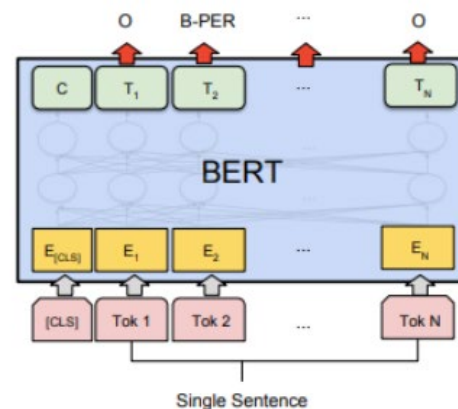 O B-PER ... O
C T1 T2 ... TN
BERT
E[CLS] E1 E2 ... EN
[CLS] Tok 1 Tok 2 ... Tok N
Single Sentence